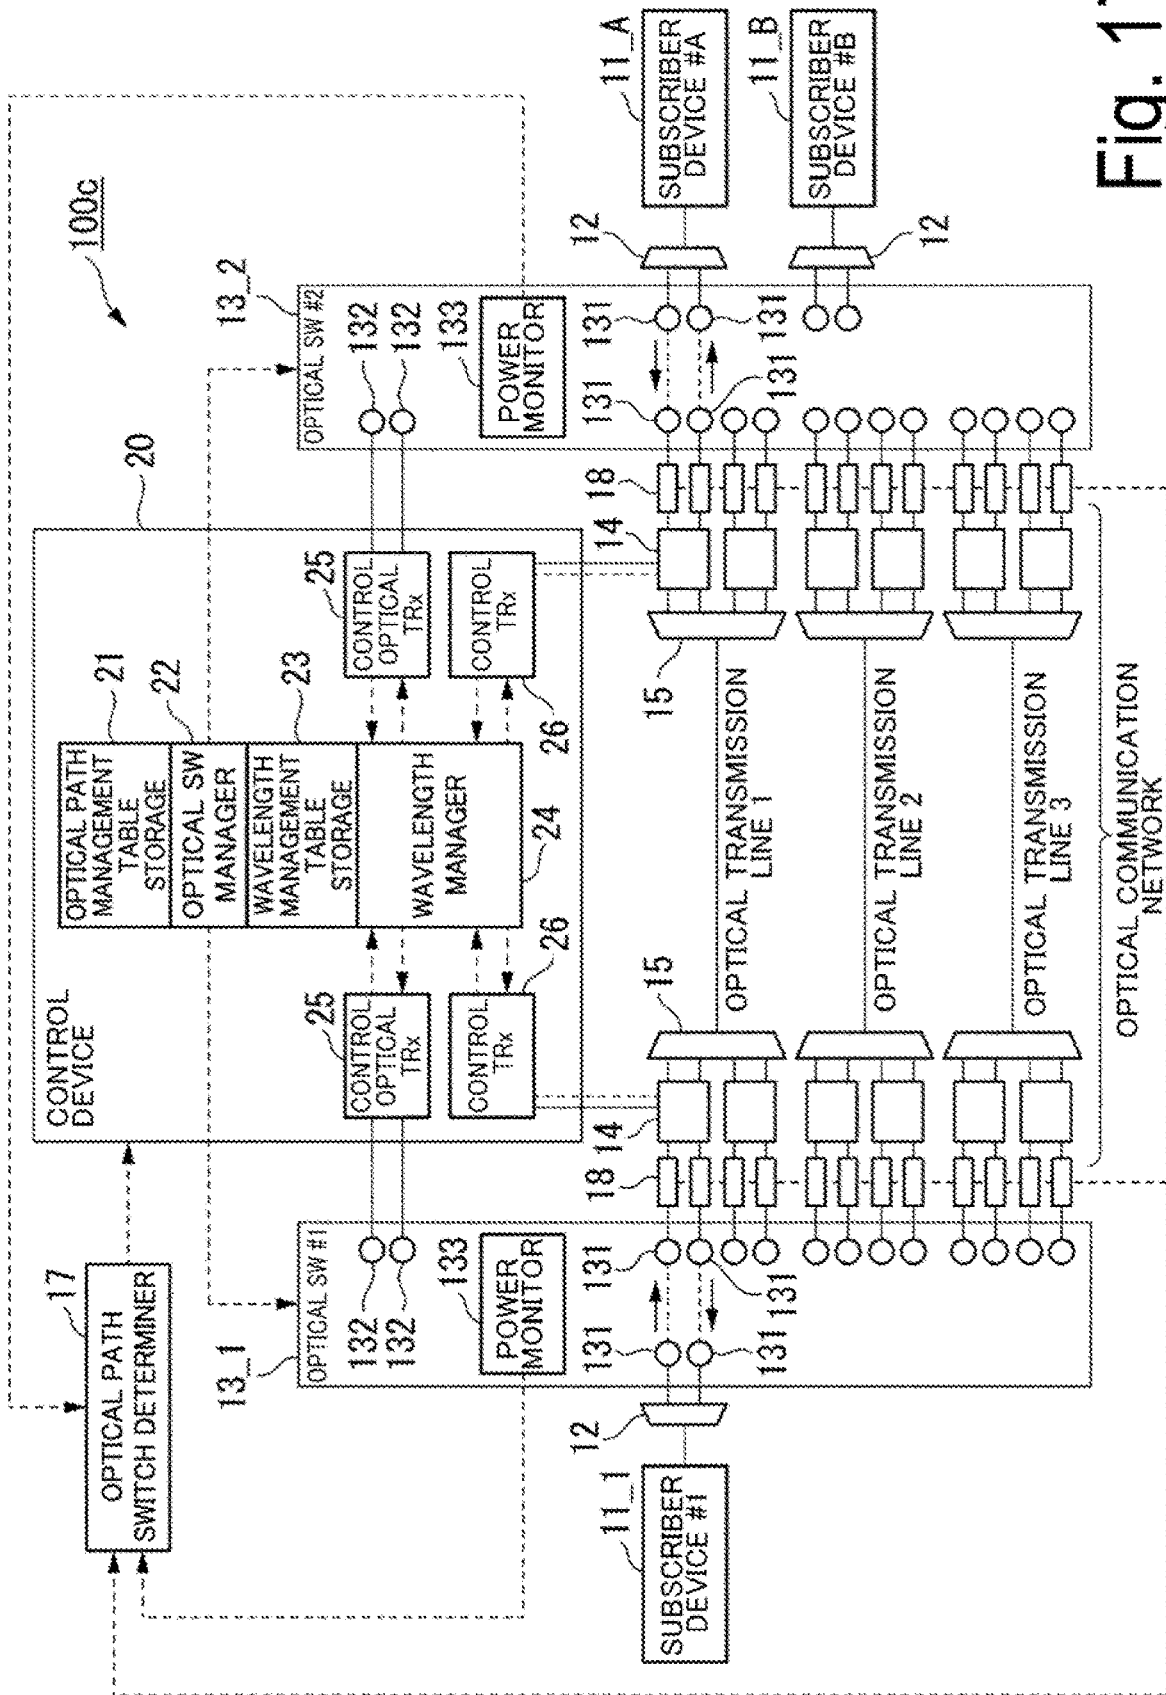 100c
17
OPTICAL PATH
SWITCH DETERMINER
20
CONTROL
DEVICE
21
OPTICAL PATH
MANAGEMENT
TABLE
STORAGE
22
OPTICAL SW
MANAGER
23
WAVELENGTH
MANAGEMENT
TABLE
STORAGE
WAVELENGTH
MANAGER
24
25
CONTROL
OPTICAL
TRx
25
CONTROL
OPTICAL
TRx
CONTROL
TRx
26
CONTROL
TRx
26
13_1
OPTICAL SW #1
132
132
133
POWER
MONITOR
131
131
131
131
13_2
OPTICAL SW #2
132
132
133
POWER
MONITOR
131
131
131
131
12
11_1
SUBSCRIBER
DEVICE #1
18
14
15
OPTICAL TRANSMISSION
LINE 1
OPTICAL TRANSMISSION
LINE 2
OPTICAL TRANSMISSION
LINE 3
15
14
18
12
11_A
SUBSCRIBER
DEVICE #A
12
11_B
SUBSCRIBER
DEVICE #B
OPTICAL COMMUNICATION
NETWORK
Fig.